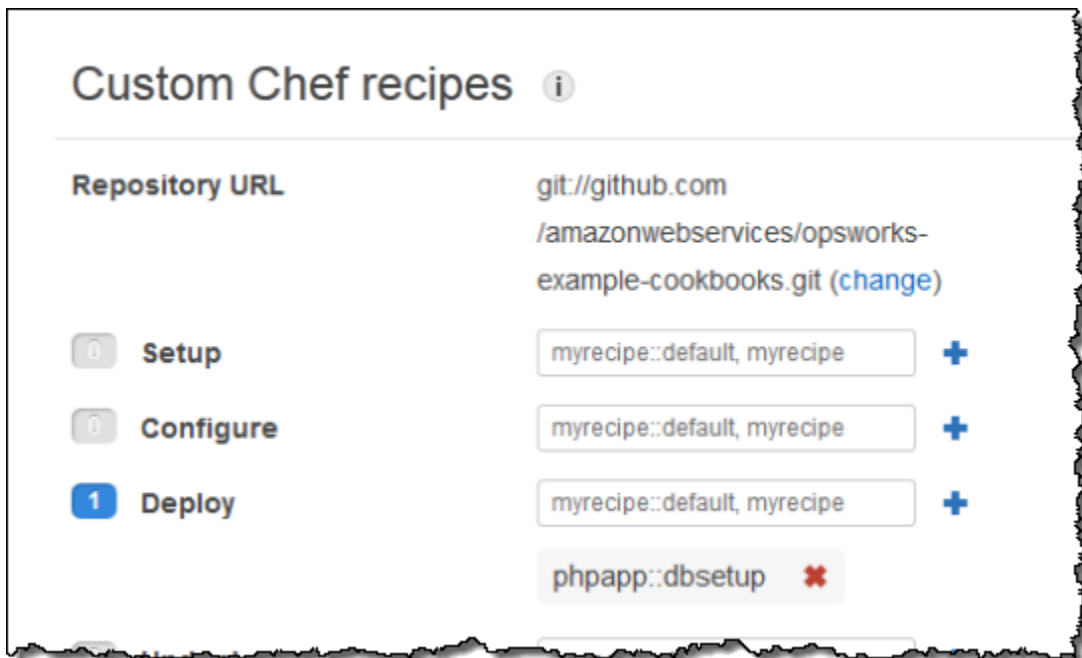 Custom Chef recipes i
Repository URL
git://github.com
/amazonwebservices/opsworks-
example-cookbooks.git (change)
0 Setup myrecipe::default, myrecipe
0 Configure myrecipe::default, myrecipe
1 Deploy myrecipe::default, myrecipe
phpapp::dbsetup